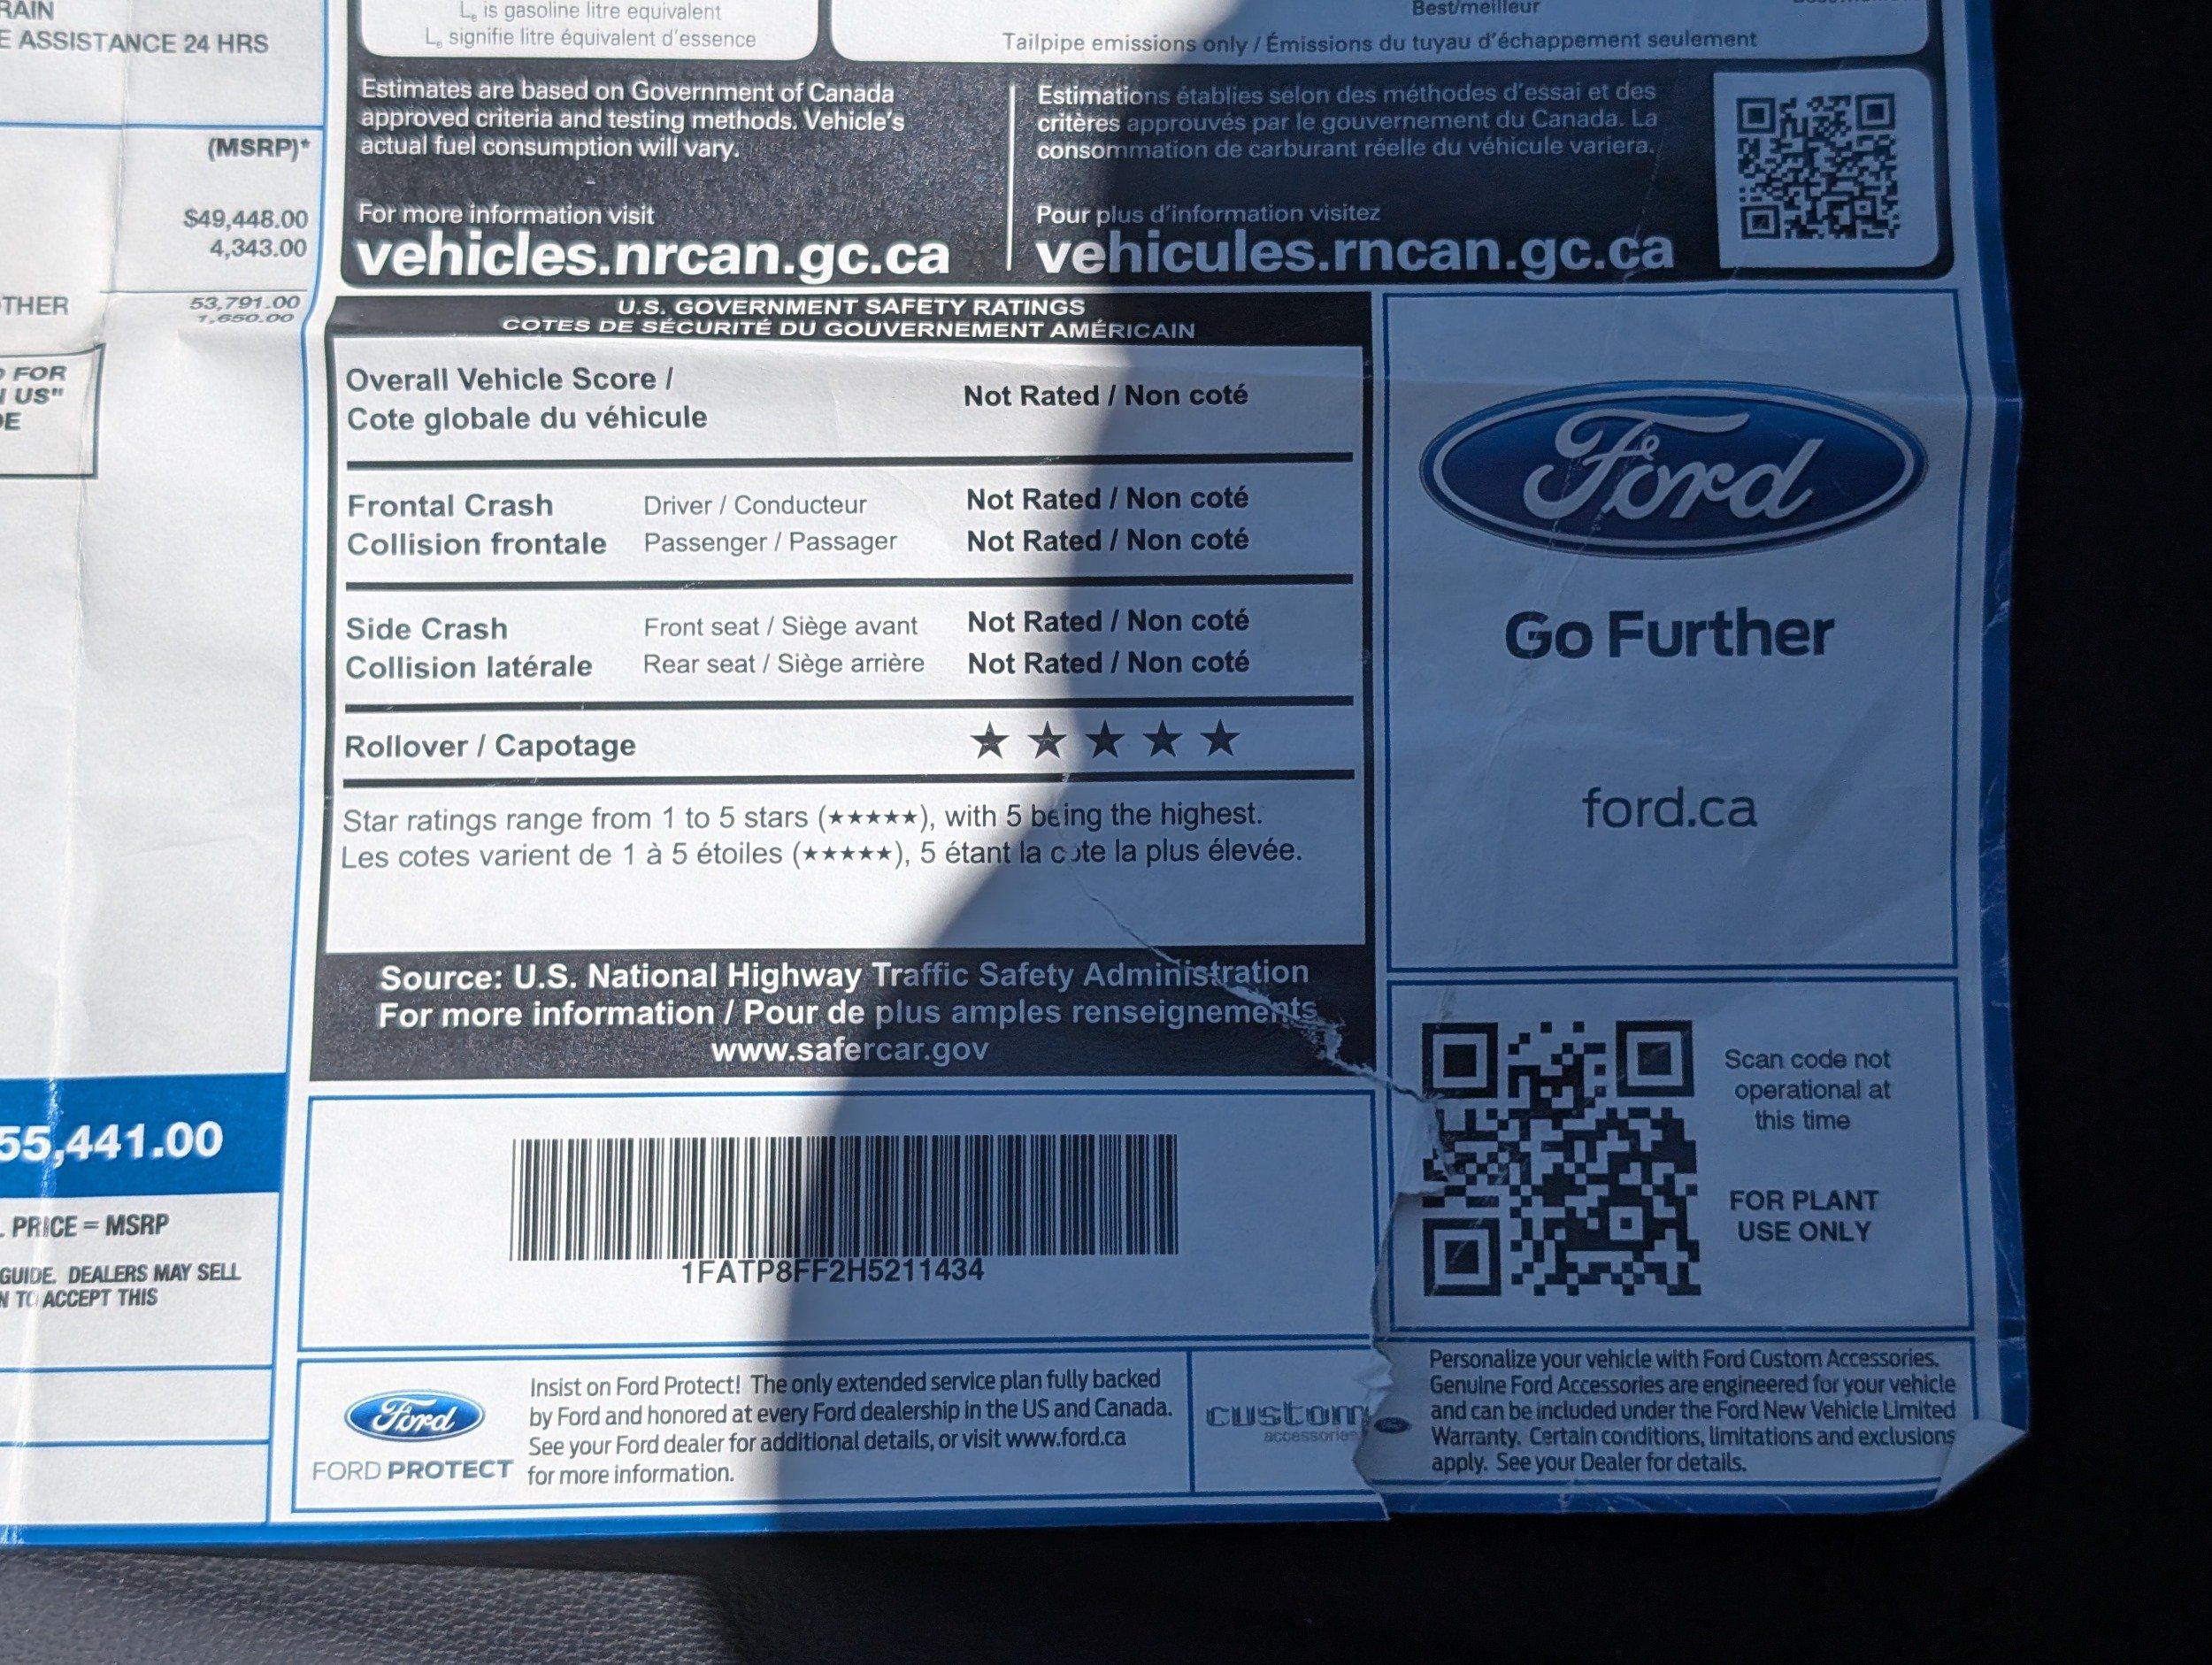 RAIN
E ASSISTANCE 24 HRS
(MSRP)*
$49,448.00
4,343.00
THER
53,791.00
1,650.00
FOR
US"
E
55,441.00
PRICE = MSRP
GUIDE. DEALERS MAY SELL
N TO ACCEPT THIS
Le is gasoline litre equivalent
Le signifie litre équivalent d'essence
Best/meilleur
Tailpipe emissions only / Émissions du tuyau d'échappement seulement
Estimates are based on Government of Canada
approved criteria and testing methods. Vehicle's
actual fuel consumption will vary.
For more information visit
vehicles.nrcan.gc.ca
Estimations établies selon des méthodes d'essai et des
critères approuvés par le gouvernement du Canada. La
consommation de carburant réelle du véhicule variera.
Pour plus d'information visitez
vehicules.rncan.gc.ca
U.S. GOVERNMENT SAFETY RATINGS
COTES DE SÉCURITÉ DU GOUVERNEMENT AMÉRICAIN
Overall Vehicle Score /
Cote globale du véhicule
Not Rated / Non coté
Frontal Crash Driver / Conducteur Not Rated / Non coté
Collision frontale Passenger / Passager Not Rated / Non coté
Side Crash Front seat / Siège avant Not Rated / Non coté
Collision latérale Rear seat / Siège arrière Not Rated / Non coté
Rollover / Capotage ★ ★ ★ ★ ★
Star ratings range from 1 to 5 stars (★★★★★), with 5 being the highest.
Les cotes varient de 1 à 5 étoiles (★★★★★), 5 étant la cote la plus élevée.
Source: U.S. National Highway Traffic Safety Administration
For more information / Pour de plus amples renseignements
www.safercar.gov
Ford
Go Further
ford.ca
1FATP8FF2H5211434
Scan code not
operational at
this time
FOR PLANT
USE ONLY
Ford
FORD PROTECT
Insist on Ford Protect! The only extended service plan fully backed
by Ford and honored at every Ford dealership in the US and Canada.
See your Ford dealer for additional details, or visit www.ford.ca
for more information.
custom
accessories
Personalize your vehicle with Ford Custom Accessories.
Genuine Ford Accessories are engineered for your vehicle
and can be included under the Ford New Vehicle Limited
Warranty. Certain conditions, limitations and exclusions
apply. See your Dealer for details.